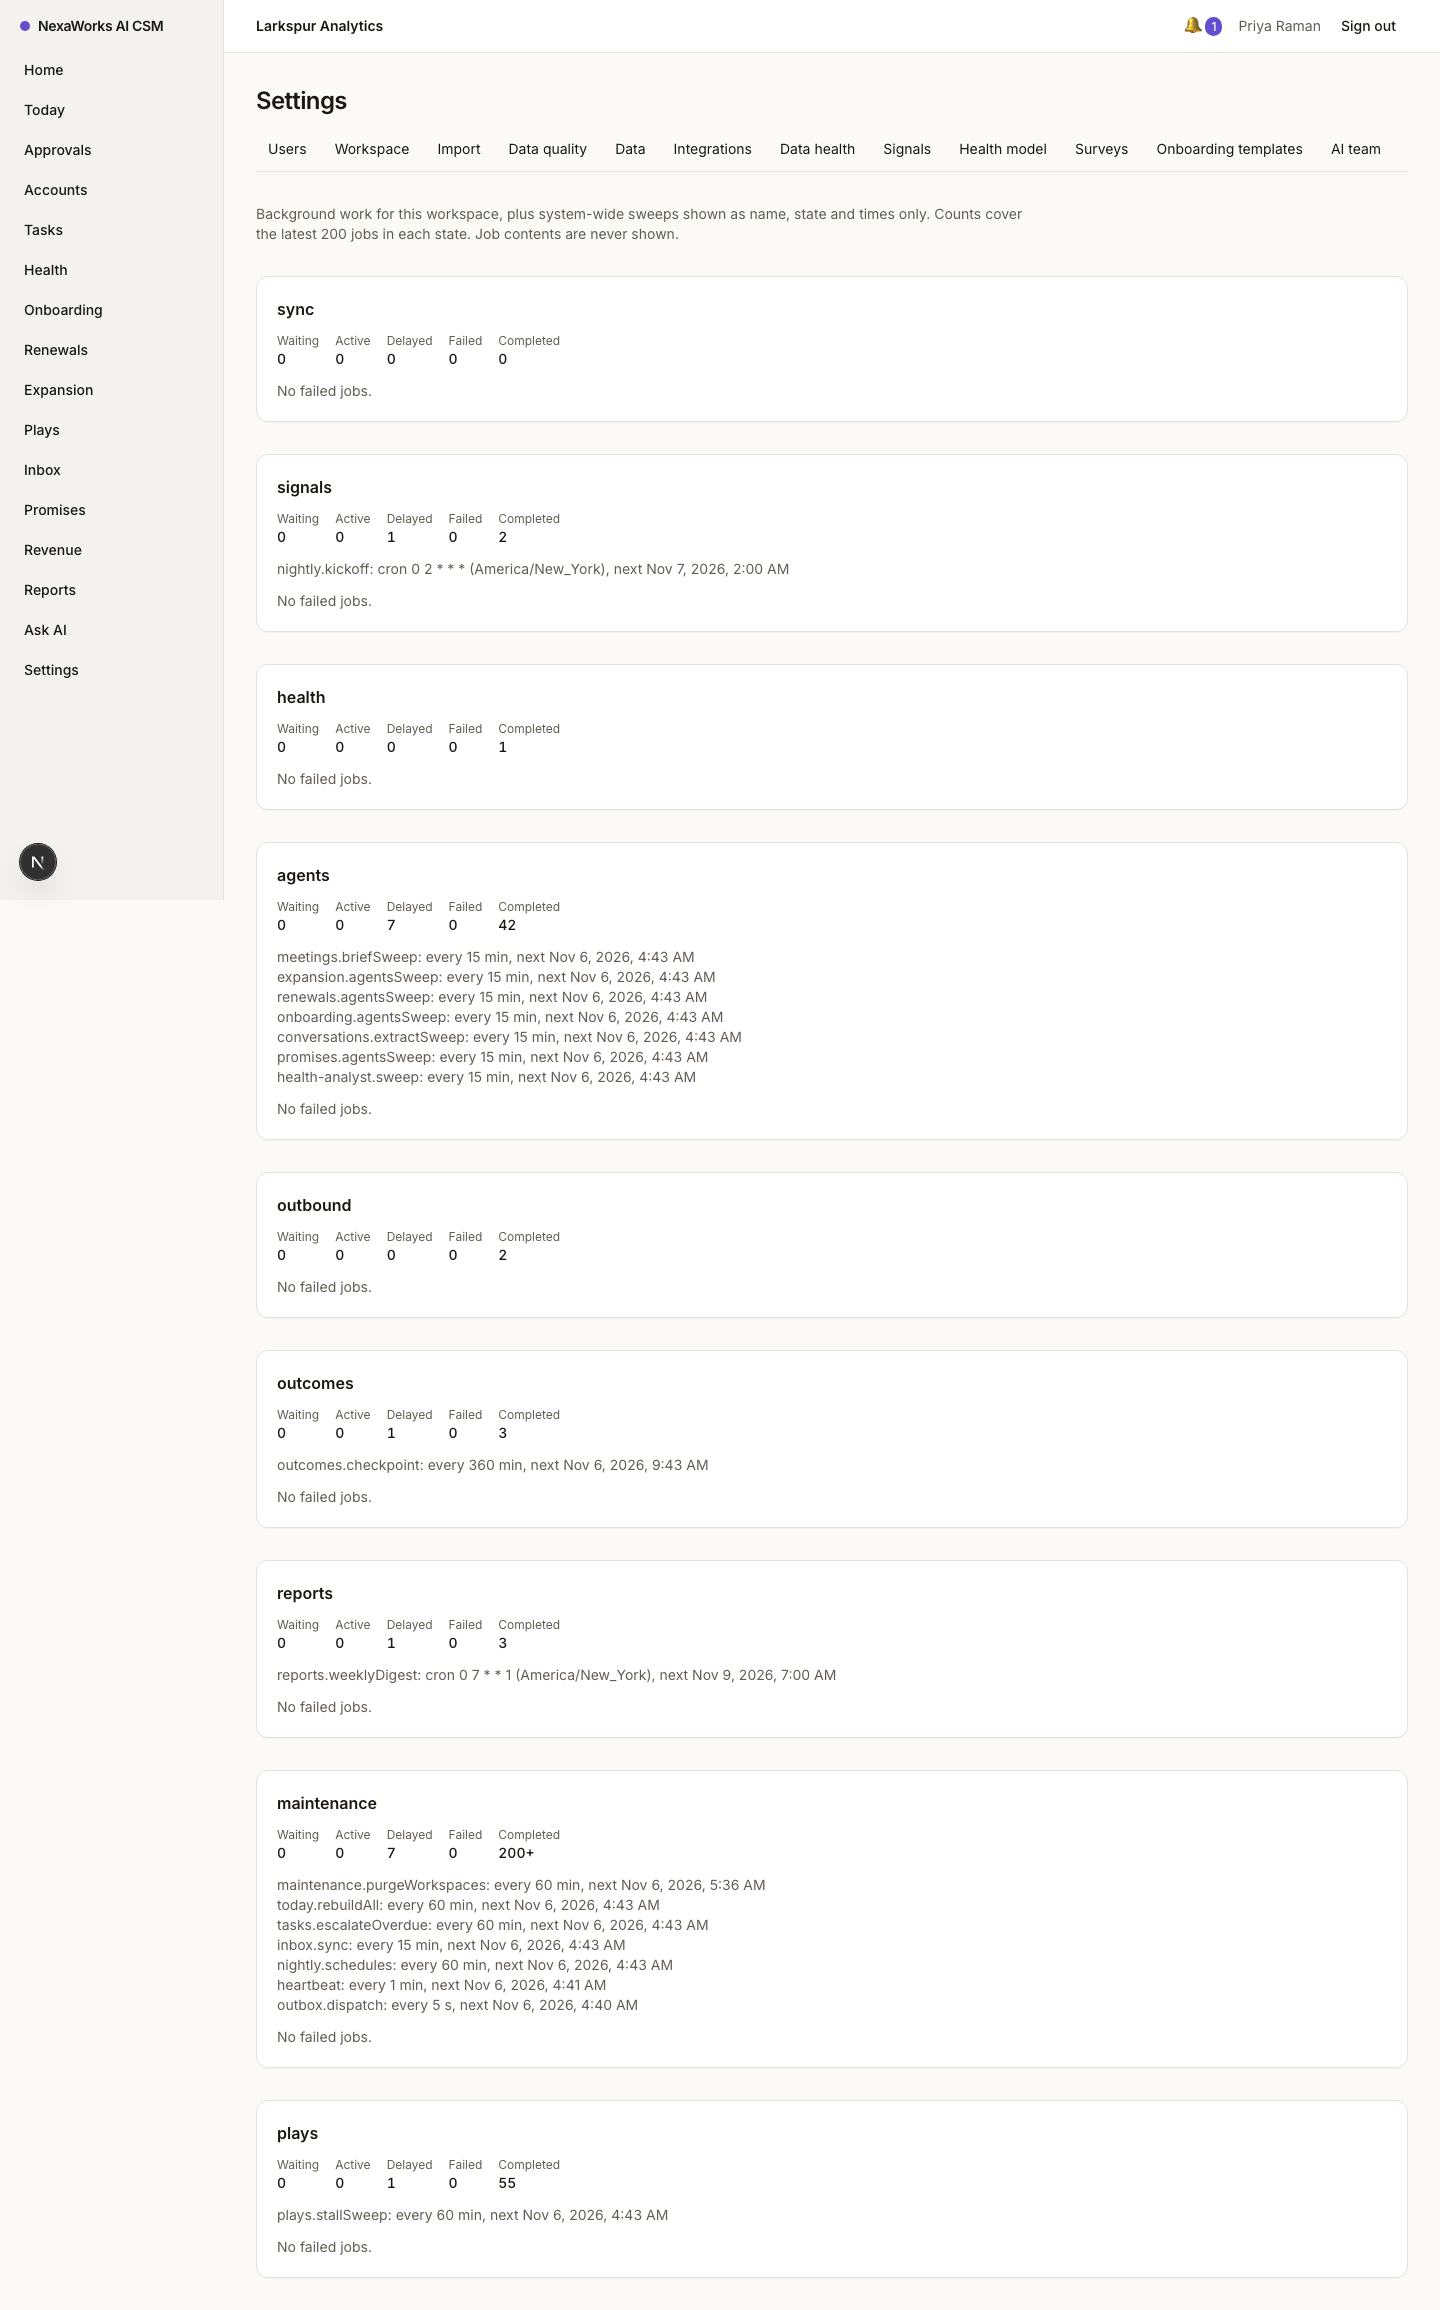 NexaWorks AI CSM
Home
Today
Approvals
Accounts
Tasks
Health
Onboarding
Renewals
Expansion
Plays
Inbox
Promises
Revenue
Reports
Ask AI
Settings
N
Larkspur Analytics
1
Priya Raman
Sign out
Settings
Users Workspace Import Data quality Data Integrations Data health Signals Health model Surveys Onboarding templates AI team
Background work for this workspace, plus system-wide sweeps shown as name, state and times only. Counts cover
the latest 200 jobs in each state. Job contents are never shown.
sync
Waiting Active Delayed Failed Completed
0 0 0 0 0
No failed jobs.
signals
Waiting Active Delayed Failed Completed
0 0 1 0 2
nightly.kickoff: cron 0 2 * * * (America/New_York), next Nov 7, 2026, 2:00 AM
No failed jobs.
health
Waiting Active Delayed Failed Completed
0 0 0 0 1
No failed jobs.
agents
Waiting Active Delayed Failed Completed
0 0 7 0 42
meetings.briefSweep: every 15 min, next Nov 6, 2026, 4:43 AM
expansion.agentsSweep: every 15 min, next Nov 6, 2026, 4:43 AM
renewals.agentsSweep: every 15 min, next Nov 6, 2026, 4:43 AM
onboarding.agentsSweep: every 15 min, next Nov 6, 2026, 4:43 AM
conversations.extractSweep: every 15 min, next Nov 6, 2026, 4:43 AM
promises.agentsSweep: every 15 min, next Nov 6, 2026, 4:43 AM
health-analyst.sweep: every 15 min, next Nov 6, 2026, 4:43 AM
No failed jobs.
outbound
Waiting Active Delayed Failed Completed
0 0 0 0 2
No failed jobs.
outcomes
Waiting Active Delayed Failed Completed
0 0 1 0 3
outcomes.checkpoint: every 360 min, next Nov 6, 2026, 9:43 AM
No failed jobs.
reports
Waiting Active Delayed Failed Completed
0 0 1 0 3
reports.weeklyDigest: cron 0 7 * * 1 (America/New_York), next Nov 9, 2026, 7:00 AM
No failed jobs.
maintenance
Waiting Active Delayed Failed Completed
0 0 7 0 200+
maintenance.purgeWorkspaces: every 60 min, next Nov 6, 2026, 5:36 AM
today.rebuildAll: every 60 min, next Nov 6, 2026, 4:43 AM
tasks.escalateOverdue: every 60 min, next Nov 6, 2026, 4:43 AM
inbox.sync: every 15 min, next Nov 6, 2026, 4:43 AM
nightly.schedules: every 60 min, next Nov 6, 2026, 4:43 AM
heartbeat: every 1 min, next Nov 6, 2026, 4:41 AM
outbox.dispatch: every 5 s, next Nov 6, 2026, 4:40 AM
No failed jobs.
plays
Waiting Active Delayed Failed Completed
0 0 1 0 55
plays.stallSweep: every 60 min, next Nov 6, 2026, 4:43 AM
No failed jobs.